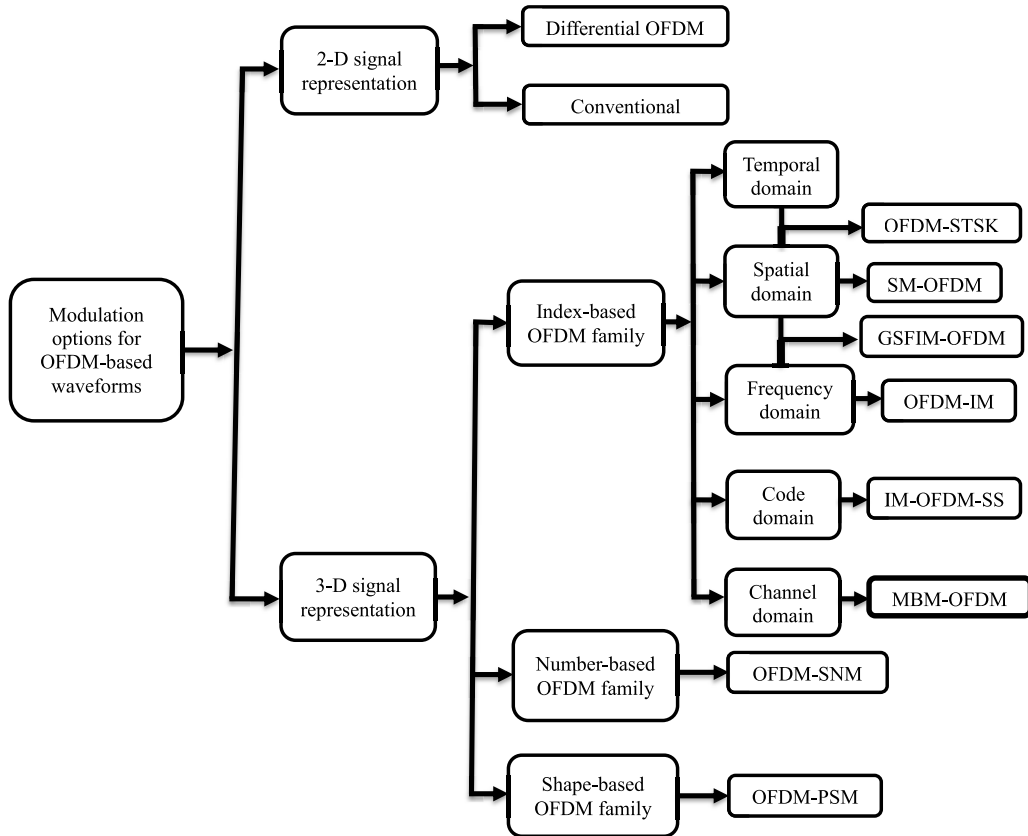 Modulation
options for
OFDM-based
waveforms
2-D signal
representation
Differential OFDM
Conventional
3-D signal
representation
Index-based
OFDM family
Temporal
domain
OFDM-STSK
Spatial
domain
SM-OFDM
GSFIM-OFDM
Frequency
domain
OFDM-IM
Code
domain
IM-OFDM-SS
Channel
domain
MBM-OFDM
Number-based
OFDM family
OFDM-SNM
Shape-based
OFDM family
OFDM-PSM